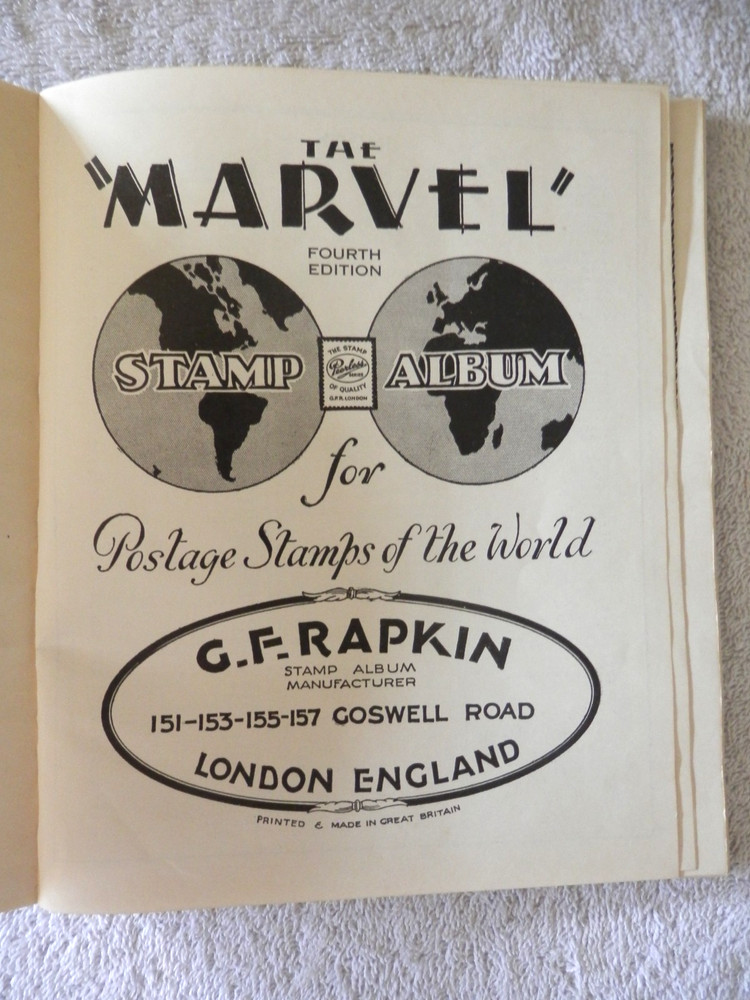 THE
"MARVEL"
FOURTH
EDITION
STAMP ALBUM
THE STAMP
Peerless
OF QUALITY
G.F.R. LONDON
for
Postage Stamps of the World
G.F. RAPKIN
STAMP ALBUM
MANUFACTURER
151-153-155-157 GOSWELL ROAD
LONDON ENGLAND
PRINTED & MADE IN GREAT BRITAIN